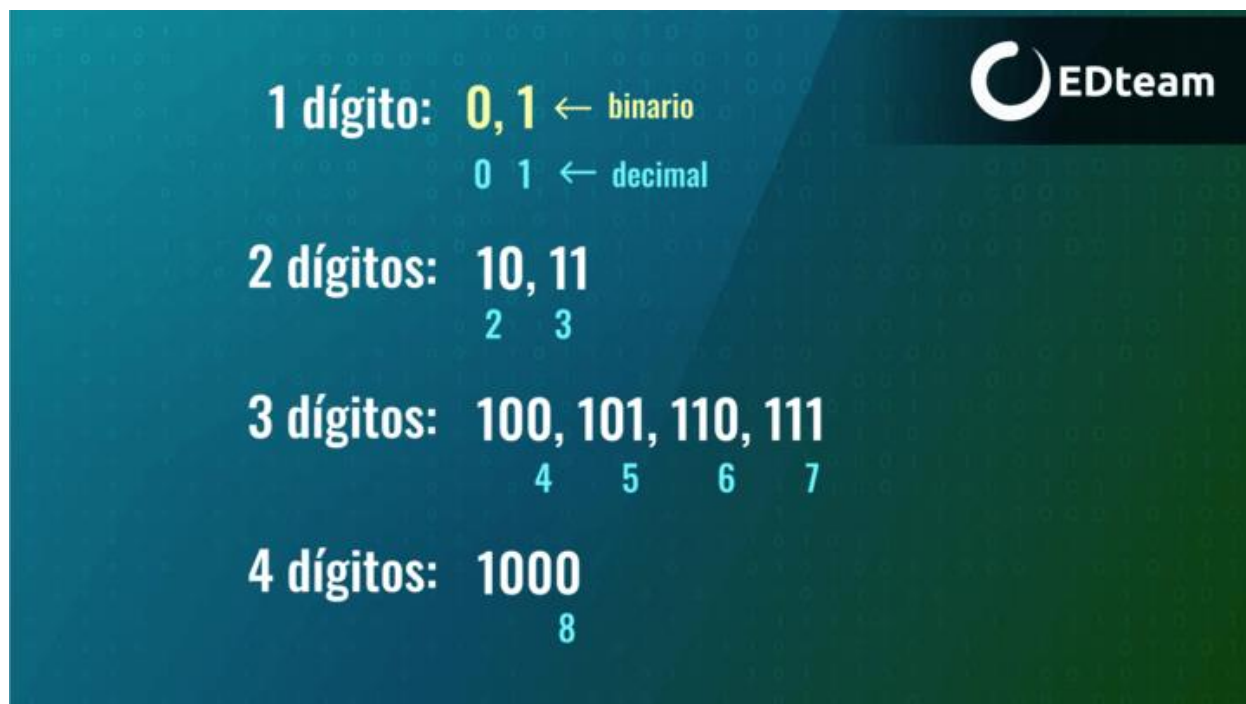 EDteam
1 dígito: 0, 1 ← binario
0 1 ← decimal
2 dígitos: 10, 11
2 3
3 dígitos: 100, 101, 110, 111
4 5 6 7
4 dígitos: 1000
8